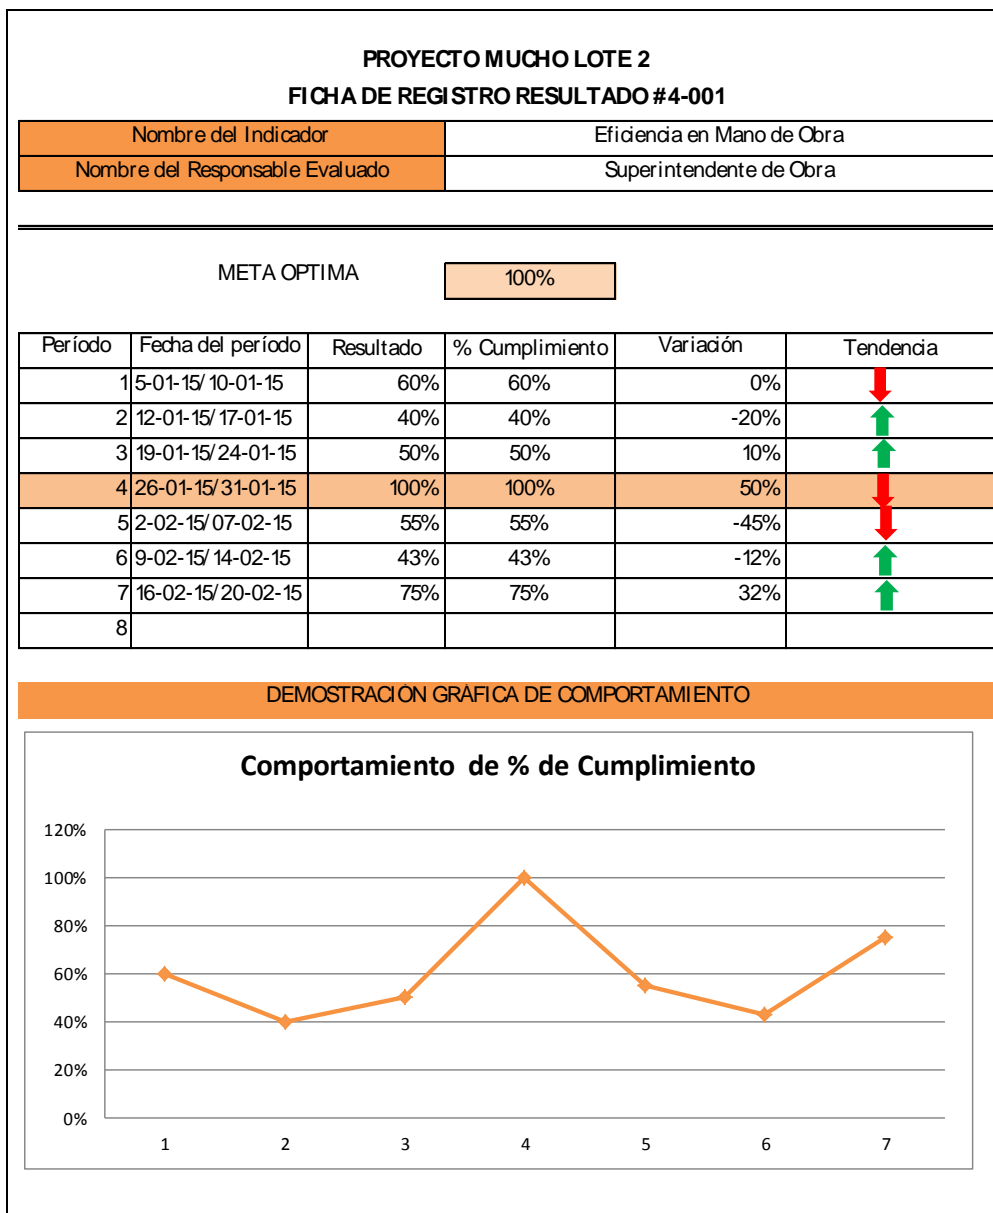 PROYECTO MUCHO LOTE 2
FICHA DE REGISTRO RESULTADO #4-001
Nombre del Indicador Eficiencia en Mano de Obra
Nombre del Responsable Evaluado Superintendente de Obra
META OPTIMA 100%
Período Fecha del período Resultado % Cumplimiento Variación Tendencia
1 5-01-15/10-01-15 60% 60% 0%
2 12-01-15/17-01-15 40% 40% -20%
3 19-01-15/24-01-15 50% 50% 10%
4 26-01-15/31-01-15 100% 100% 50%
5 2-02-15/07-02-15 55% 55% -45%
6 9-02-15/14-02-15 43% 43% -12%
7 16-02-15/20-02-15 75% 75% 32%
8
DEMOSTRACIÓN GRÁFICA DE COMPORTAMIENTO
Comportamiento de % de Cumplimiento
120%
100%
80%
60%
40%
20%
0%
1 2 3 4 5 6 7